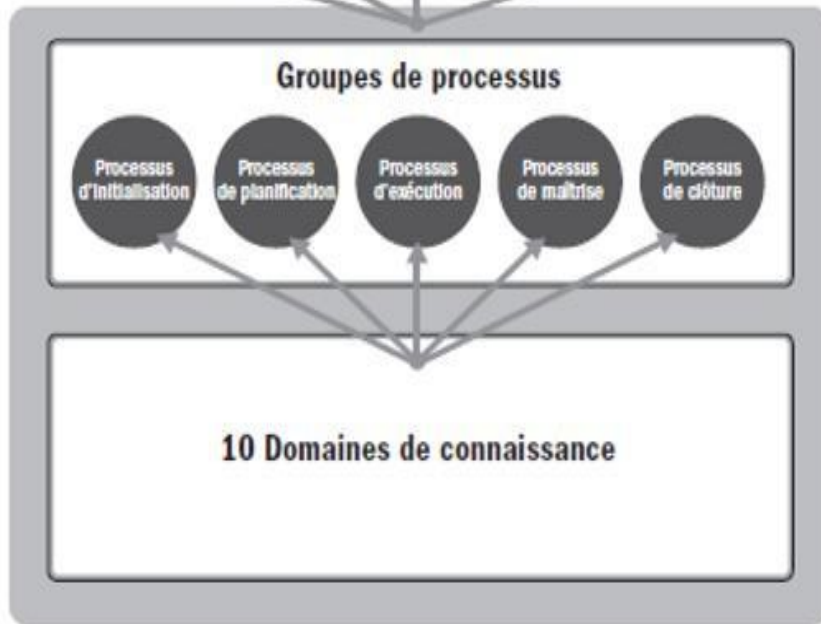 Groupes de processus
Processus
d'initialisation
Processus
de planification
Processus
d'exécution
Processus
de maîtrise
Processus
de clôture
10 Domaines de connaissance